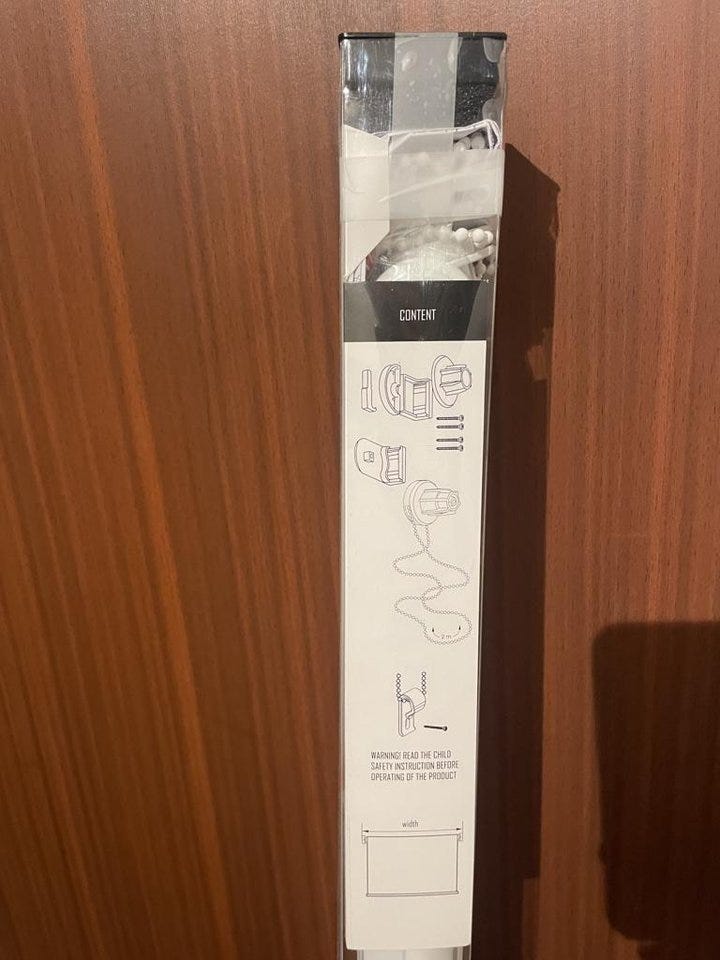 CONTENT
2 m
WARNING! READ THE CHILD
SAFETY INSTRUCTION BEFORE
OPERATING OF THE PRODUCT
width